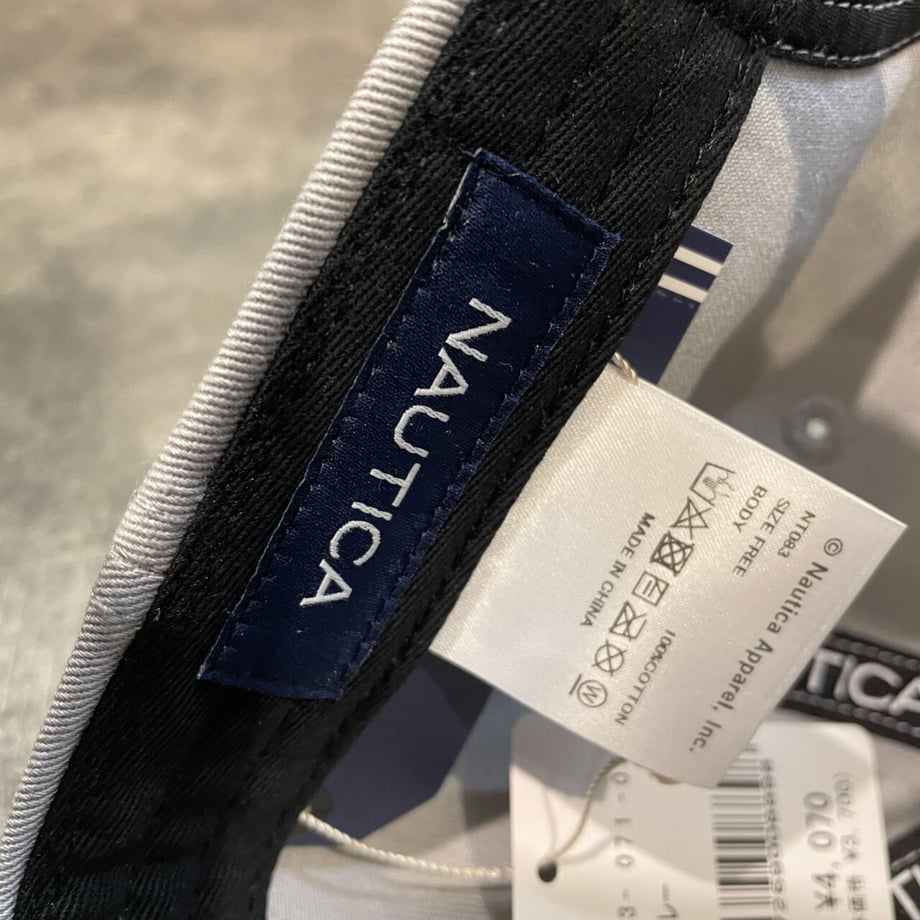 NAUTICA
© Nautica Apparel, Inc.
NT083
SIZE FREE
BODY
100%COTTON
W
MADE IN CHINA
TICA
¥4,070